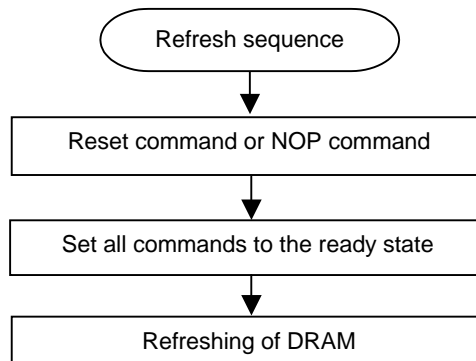 Refresh sequence
Reset command or NOP command
Set all commands to the ready state
Refreshing of DRAM